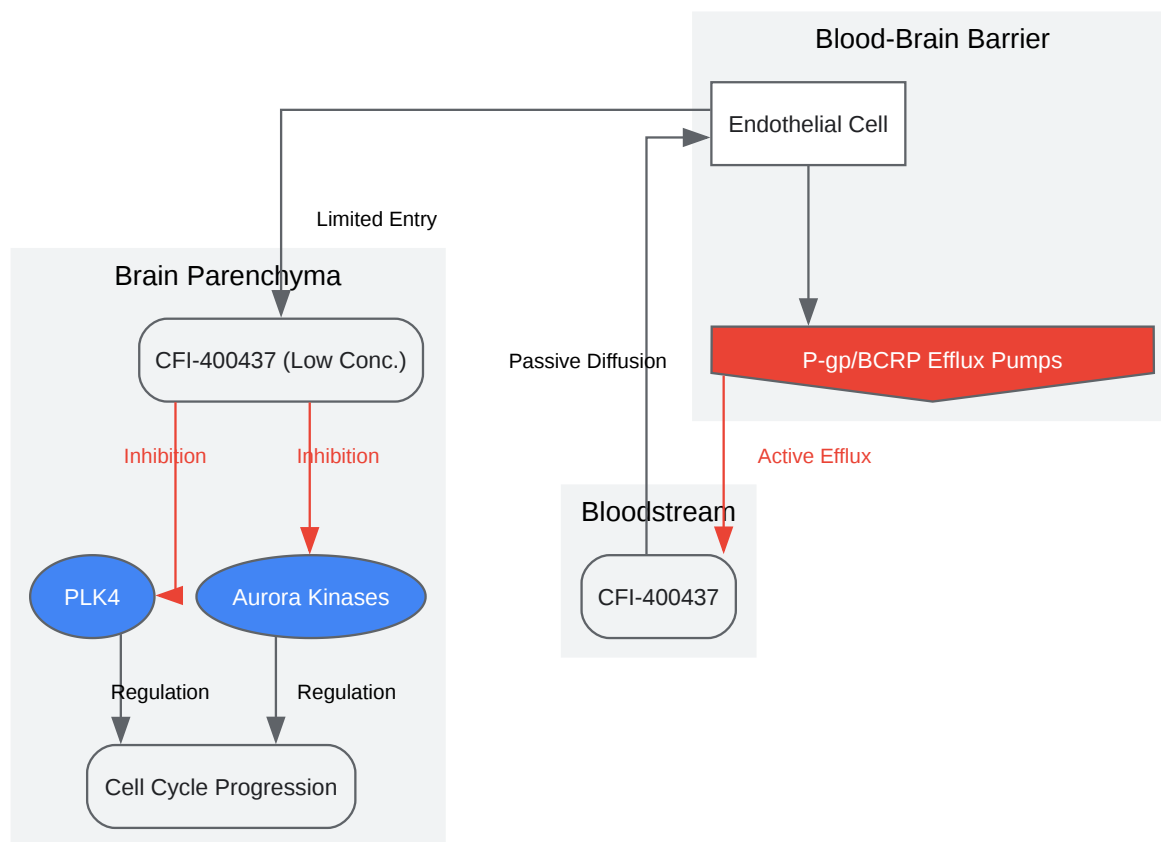 Blood-Brain Barrier
Endothelial Cell
Limited Entry
Brain Parenchyma
CFI-400437 (Low Conc.)
Passive Diffusion
P-gp/BCRP Efflux Pumps
Inhibition
Inhibition
Active Efflux
Bloodstream
PLK4
Aurora Kinases
CFI-400437
Regulation
Regulation
Cell Cycle Progression